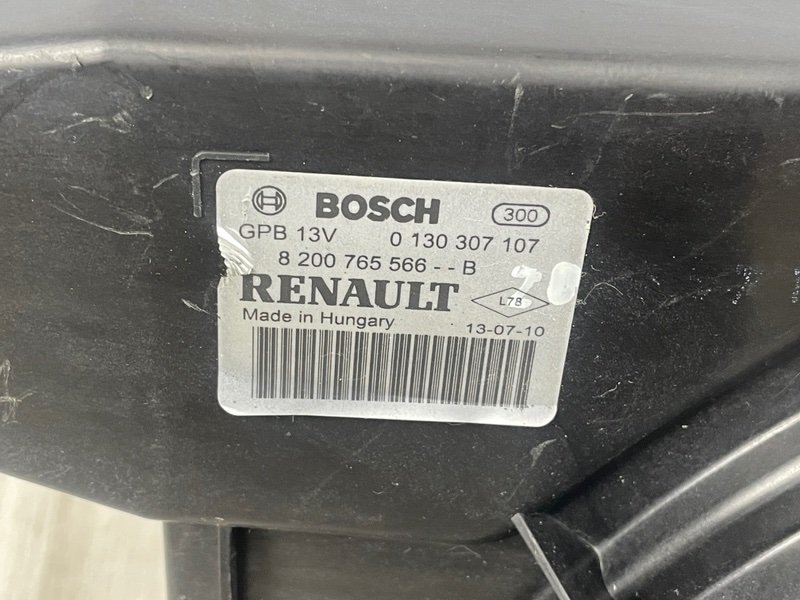 BOSCH 300
GPB 13V 0 130 307 107
8 200 765 566 - - B
RENAULT L78
Made in Hungary 13-07-10